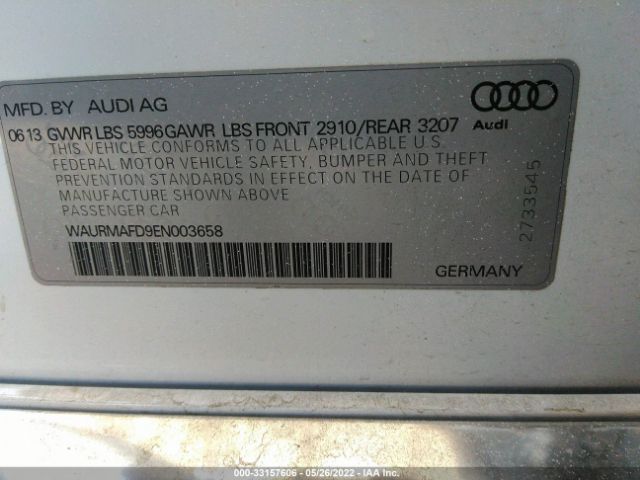 MFD. BY AUDI AG
06 13 GVWR LBS 5996 GAWR LBS FRONT 2910/REAR 3207
Audi
THIS VEHICLE CONFORMS TO ALL APPLICABLE U.S.
FEDERAL MOTOR VEHICLE SAFETY, BUMPER AND THEFT
PREVENTION STANDARDS IN EFFECT ON THE DATE OF
MANUFACTURE SHOWN ABOVE
PASSENGER CAR
2733545
WAURMAFD9EN003658
GERMANY
000-33157606 — 05/26/2022 — IAA Inc.